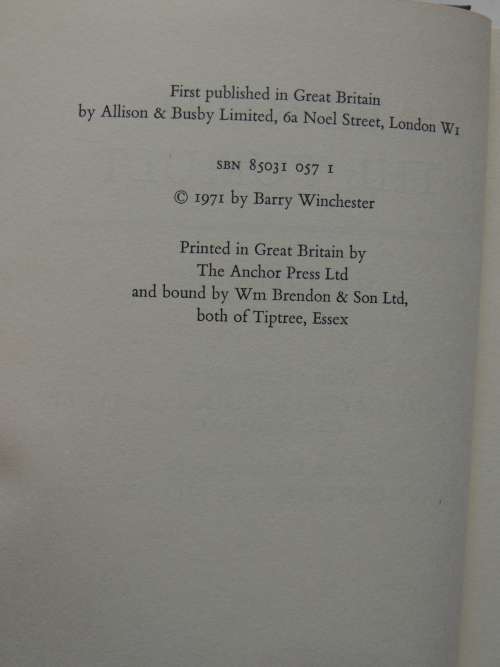 First published in Great Britain
by Allison & Busby Limited, 6a Noel Street, London W1
SBN 85031 057 1
© 1971 by Barry Winchester
Printed in Great Britain by
The Anchor Press Ltd
and bound by Wm Brendon & Son Ltd,
both of Tiptree, Essex